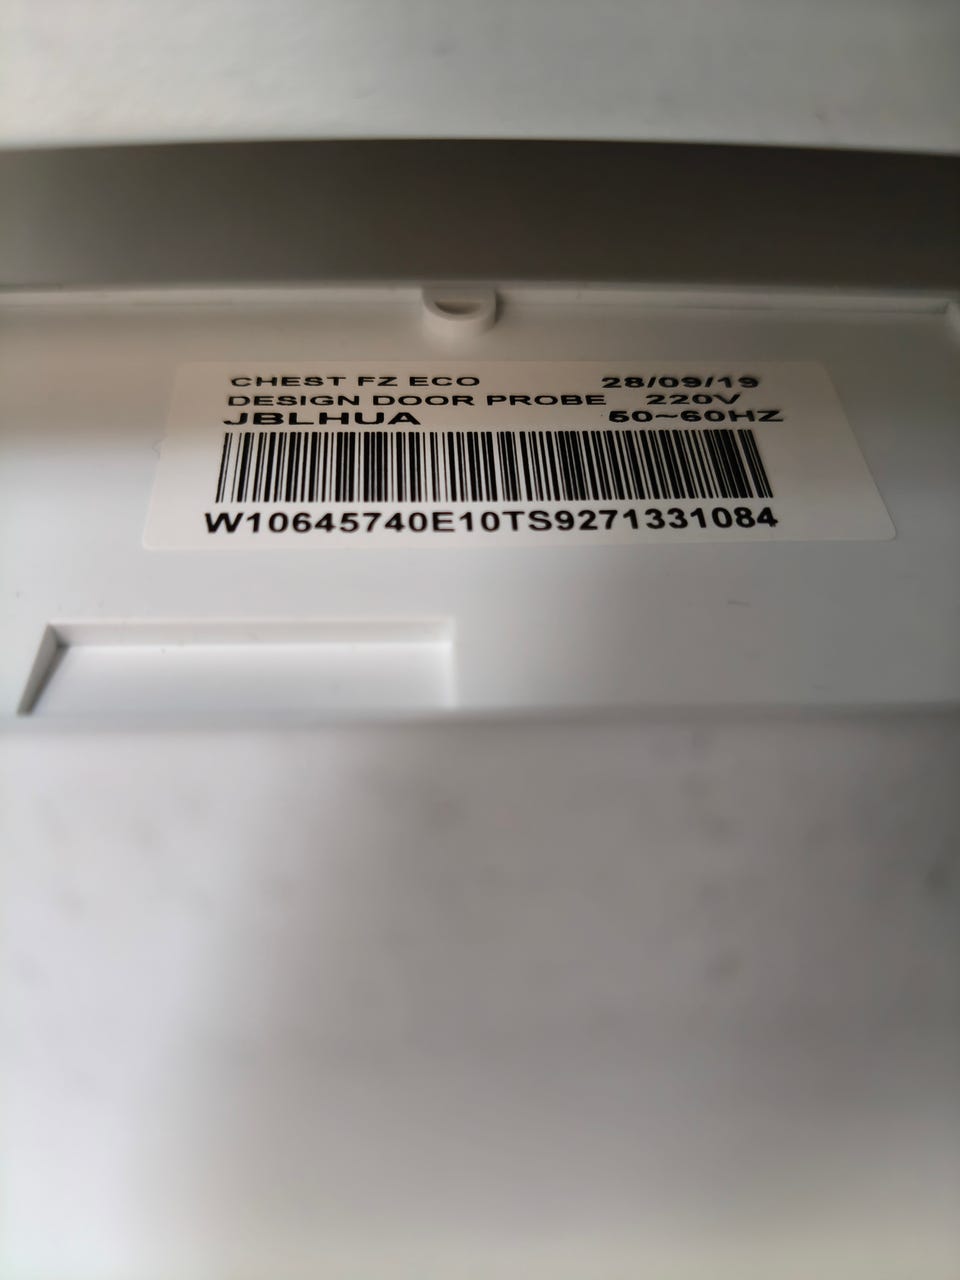 CHEST FZ ECO 28/09/19
DESIGN DOOR PROBE 220V
JBLHUA 50~60HZ
W10645740E10TS9271331084